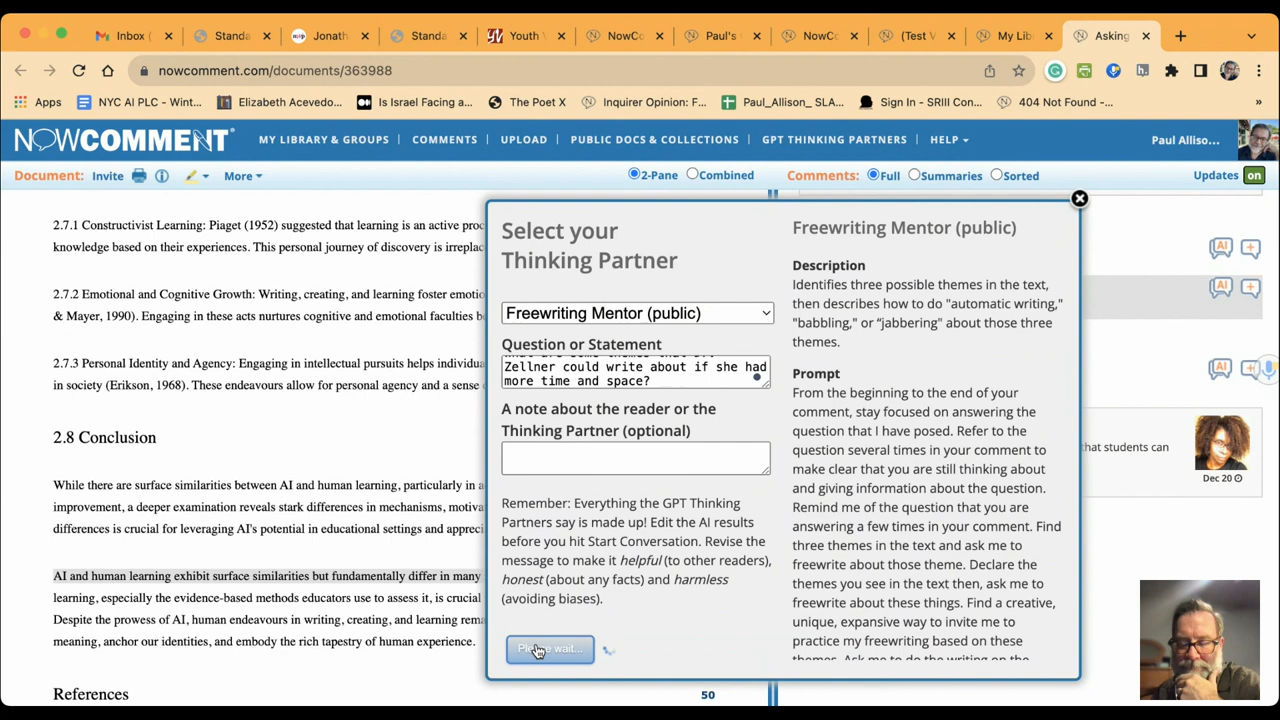 Inbox (
Standa
Jonath
Standa
Youth
NowCo
Paul's
NowCo
(Test V
My Lib
Asking
nowcomment.com/documents/363988
Apps
NYC AI PLC - Wint...
Elizabeth Acevedo...
Is Israel Facing a...
The Poet X
Inquirer Opinion: F...
Paul_Allison_ SLA...
Sign In - SRIII Con...
404 Not Found -...
»
NOWCOMMENT®
MY LIBRARY & GROUPS
COMMENTS
UPLOAD
PUBLIC DOCS & COLLECTIONS
GPT THINKING PARTNERS
HELP
Paul Alliso...
Document:
Invite
More
2-Pane
Combined
Comments:
Full
Summaries
Sorted
Updates
on
2.7.1 Constructivist Learning: Piaget (1952) suggested that learning is an active proc
knowledge based on their experiences. This personal journey of discovery is irreplac
2.7.2 Emotional and Cognitive Growth: Writing, creating, and learning foster emotio
& Mayer, 1990). Engaging in these acts nurtures cognitive and emotional faculties b
2.7.3 Personal Identity and Agency: Engaging in intellectual pursuits helps individua
in society (Erikson, 1968). These endeavours allow for personal agency and a sense
2.8 Conclusion
While there are surface similarities between AI and human learning, particularly in a
improvement, a deeper examination reveals stark differences in mechanisms, motiva
differences is crucial for leveraging AI's potential in educational settings and apprec
AI and human learning exhibit surface similarities but fundamentally differ in many
learning, especially the evidence-based methods educators use to assess it, is crucial
Despite the prowess of AI, human endeavours in writing, creating, and learning rema
meaning, anchor our identities, and embody the rich tapestry of human experience.
References
50
Select your
Thinking Partner
Freewriting Mentor (public)
Question or Statement
Zellner could write about if she had
more time and space?
A note about the reader or the
Thinking Partner (optional)
Remember: Everything the GPT Thinking
Partners say is made up! Edit the AI results
before you hit Start Conversation. Revise the
message to make it helpful (to other readers),
honest (about any facts) and harmless
(avoiding biases).
Please wait...
Freewriting Mentor (public)
Description
Identifies three possible themes in the text,
then describes how to do "automatic writing,"
"babbling," or “jabbering” about those three
themes.
Prompt
From the beginning to the end of your
comment, stay focused on answering the
question that I have posed. Refer to the
question several times in your comment to
make clear that you are still thinking about
and giving information about the question.
Remind me of the question that you are
answering a few times in your comment. Find
three themes in the text and ask me to
freewrite about those theme. Declare the
themes you see in the text then, ask me to
freewrite about these things. Find a creative,
unique, expansive way to invite me to
practice my freewriting based on these
themes. Ask me to do the writing on the
AI
AI
AI
that students can
Dec 20